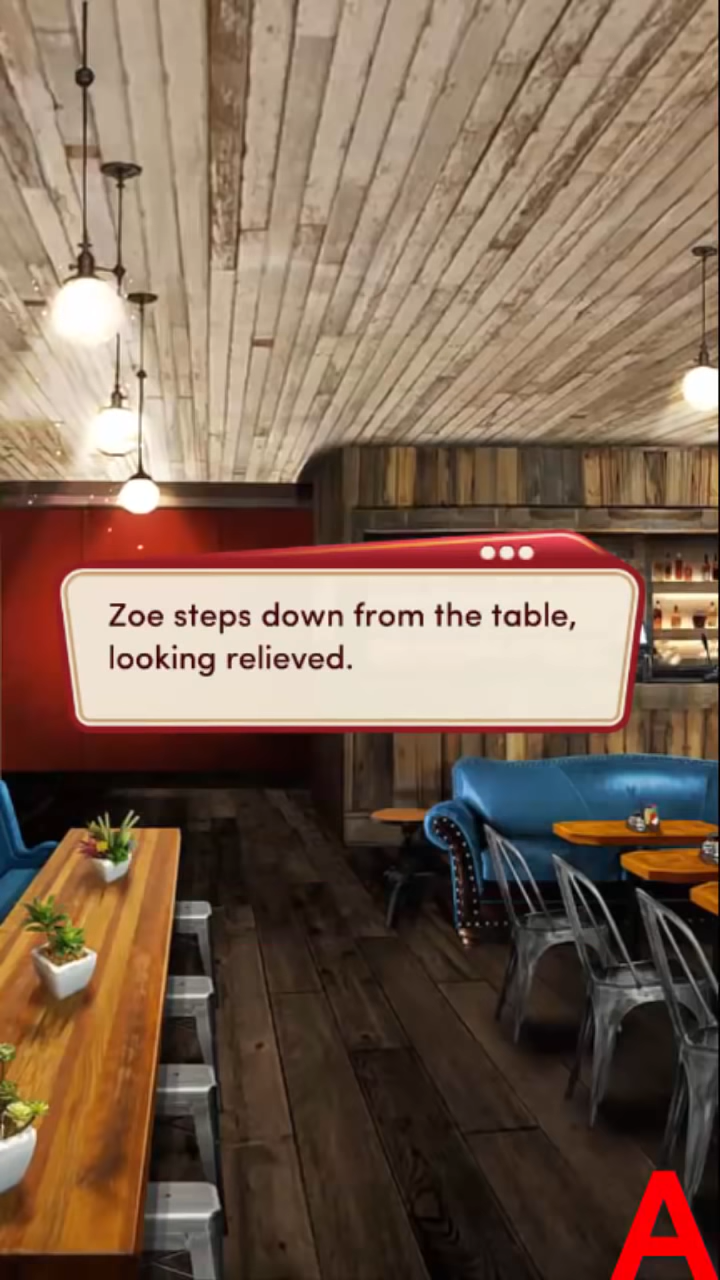 Zoe steps down from the table,
looking relieved.
A